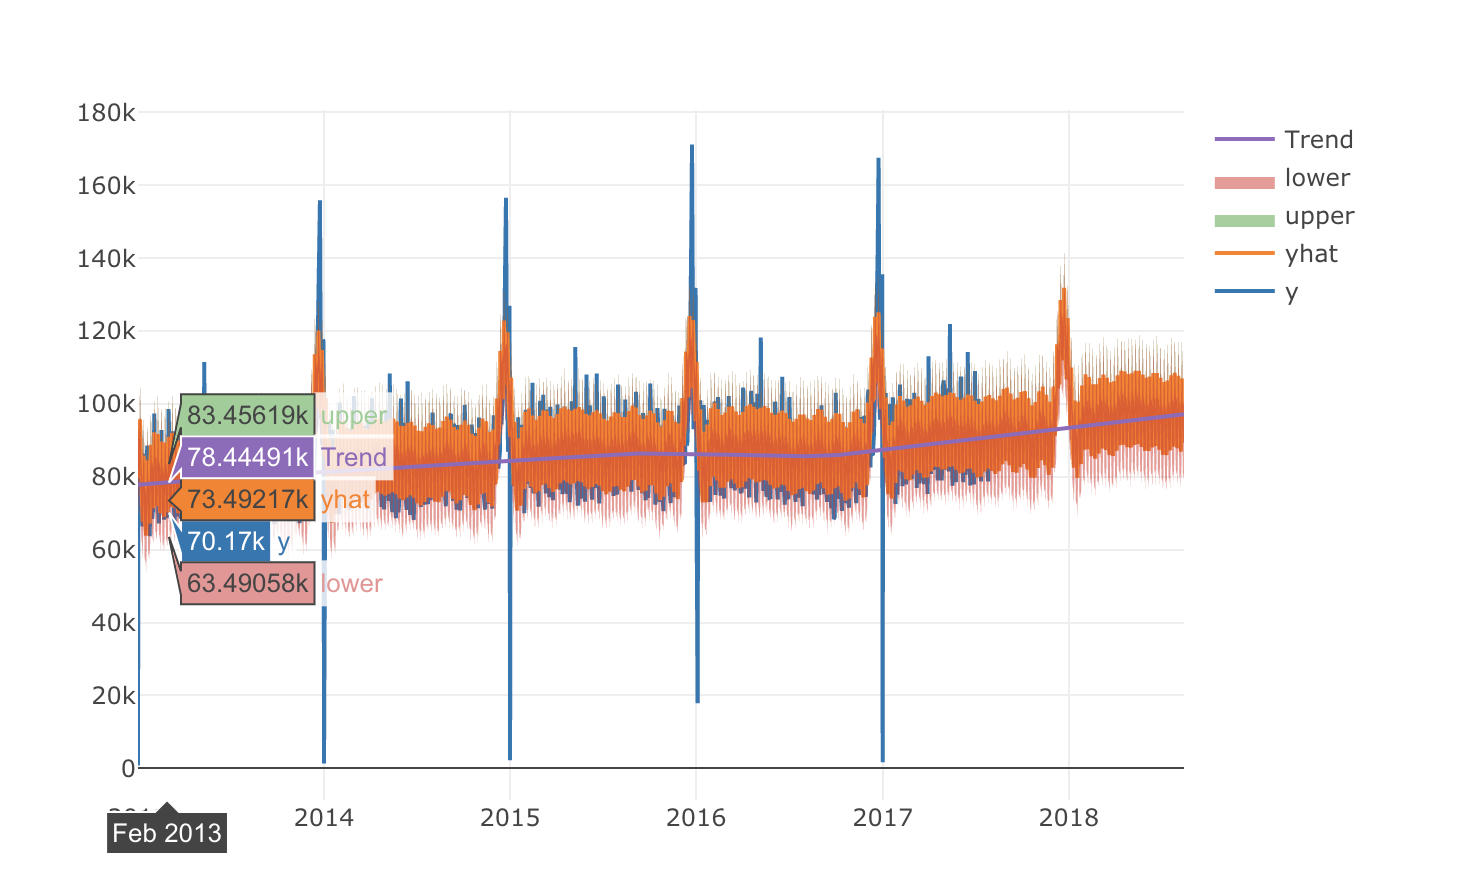 180k
160k
140k
120k
100k
80k
60k
40k
20k
0
83.45619k upper
78.44491k Trend
73.49217k yhat
70.17k y
63.49058k lower
2014
2015
2016
2017
2018
Feb 2013
Trend
lower
upper
yhat
y